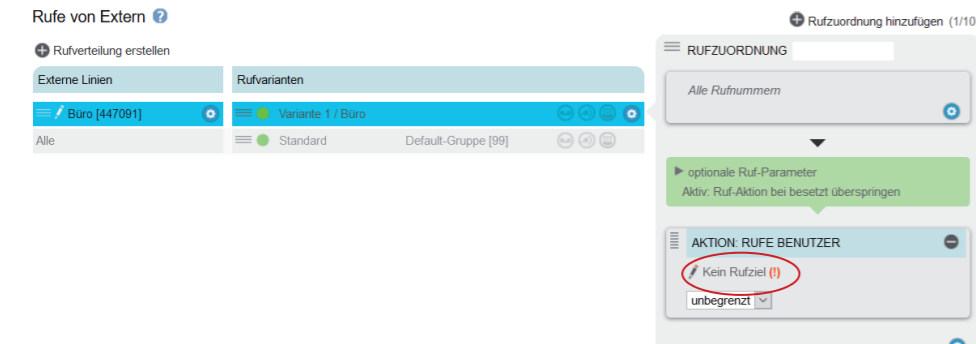 Rufe von Extern ?
Rufzuordnung hinzufügen (1/10
Rufverteilung erstellen
Externe Linien
Rufvarianten
Büro [447091]
Variante 1 / Büro
Alle
Standard
Default-Gruppe [99]
RUFZUORDNUNG
Alle Rufnummern
optionale Ruf-Parameter
Aktiv: Ruf-Aktion bei besetzt überspringen
AKTION: RUFE BENUTZER
Kein Rufziel (!)
unbegrenzt